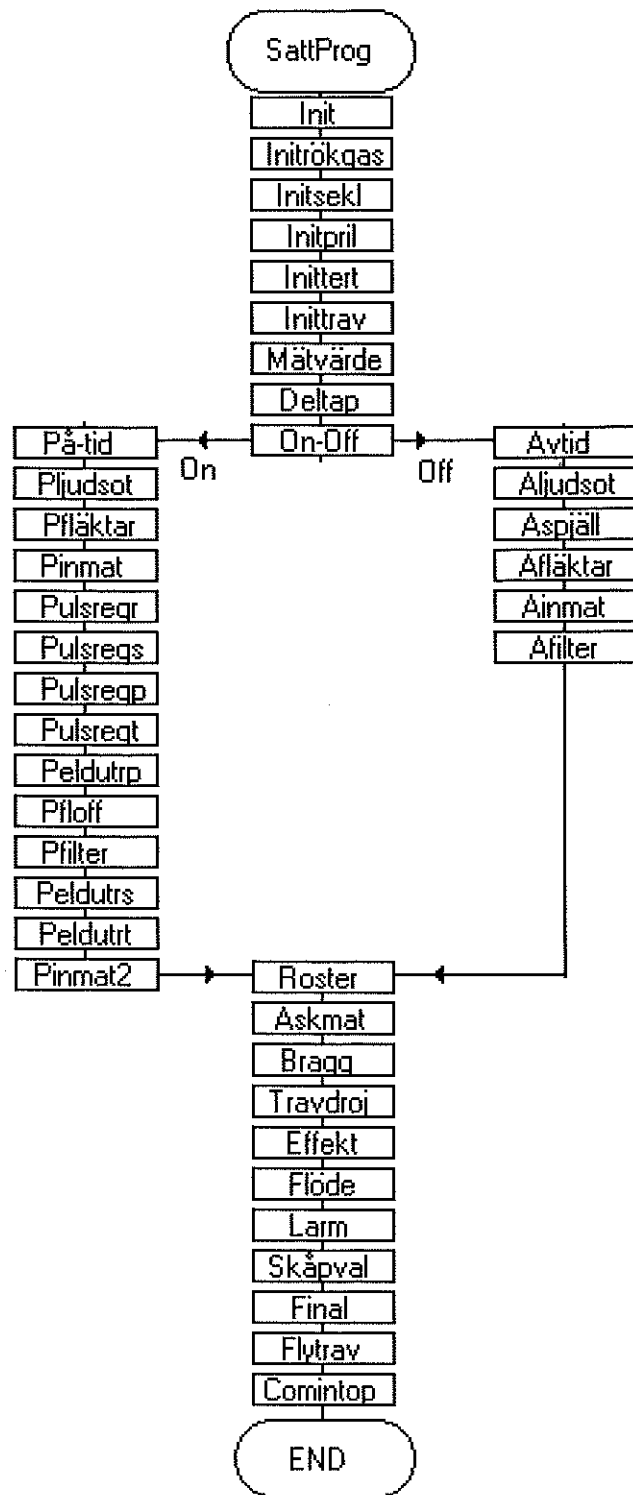 SattProg
Init
Initrökgas
Initsekl
Initpril
Inittert
Inittrav
Mätvärde
Deltap
On-Off
On
Off
På-tid
Pljudsot
Pfläktar
Pinmat
Pulsregr
Pulsregs
Pulsregp
Pulsregt
Peldutrp
Pfloff
Pfilter
Peldutrs
Peldutrt
Pinmat2
Avtid
Aljudsot
Aspjäll
Afläktar
Ainmat
Afilter
Roster
Askmat
Bragg
Travdroj
Effekt
Flöde
Larm
Skåpval
Final
Flytrav
Comintop
END